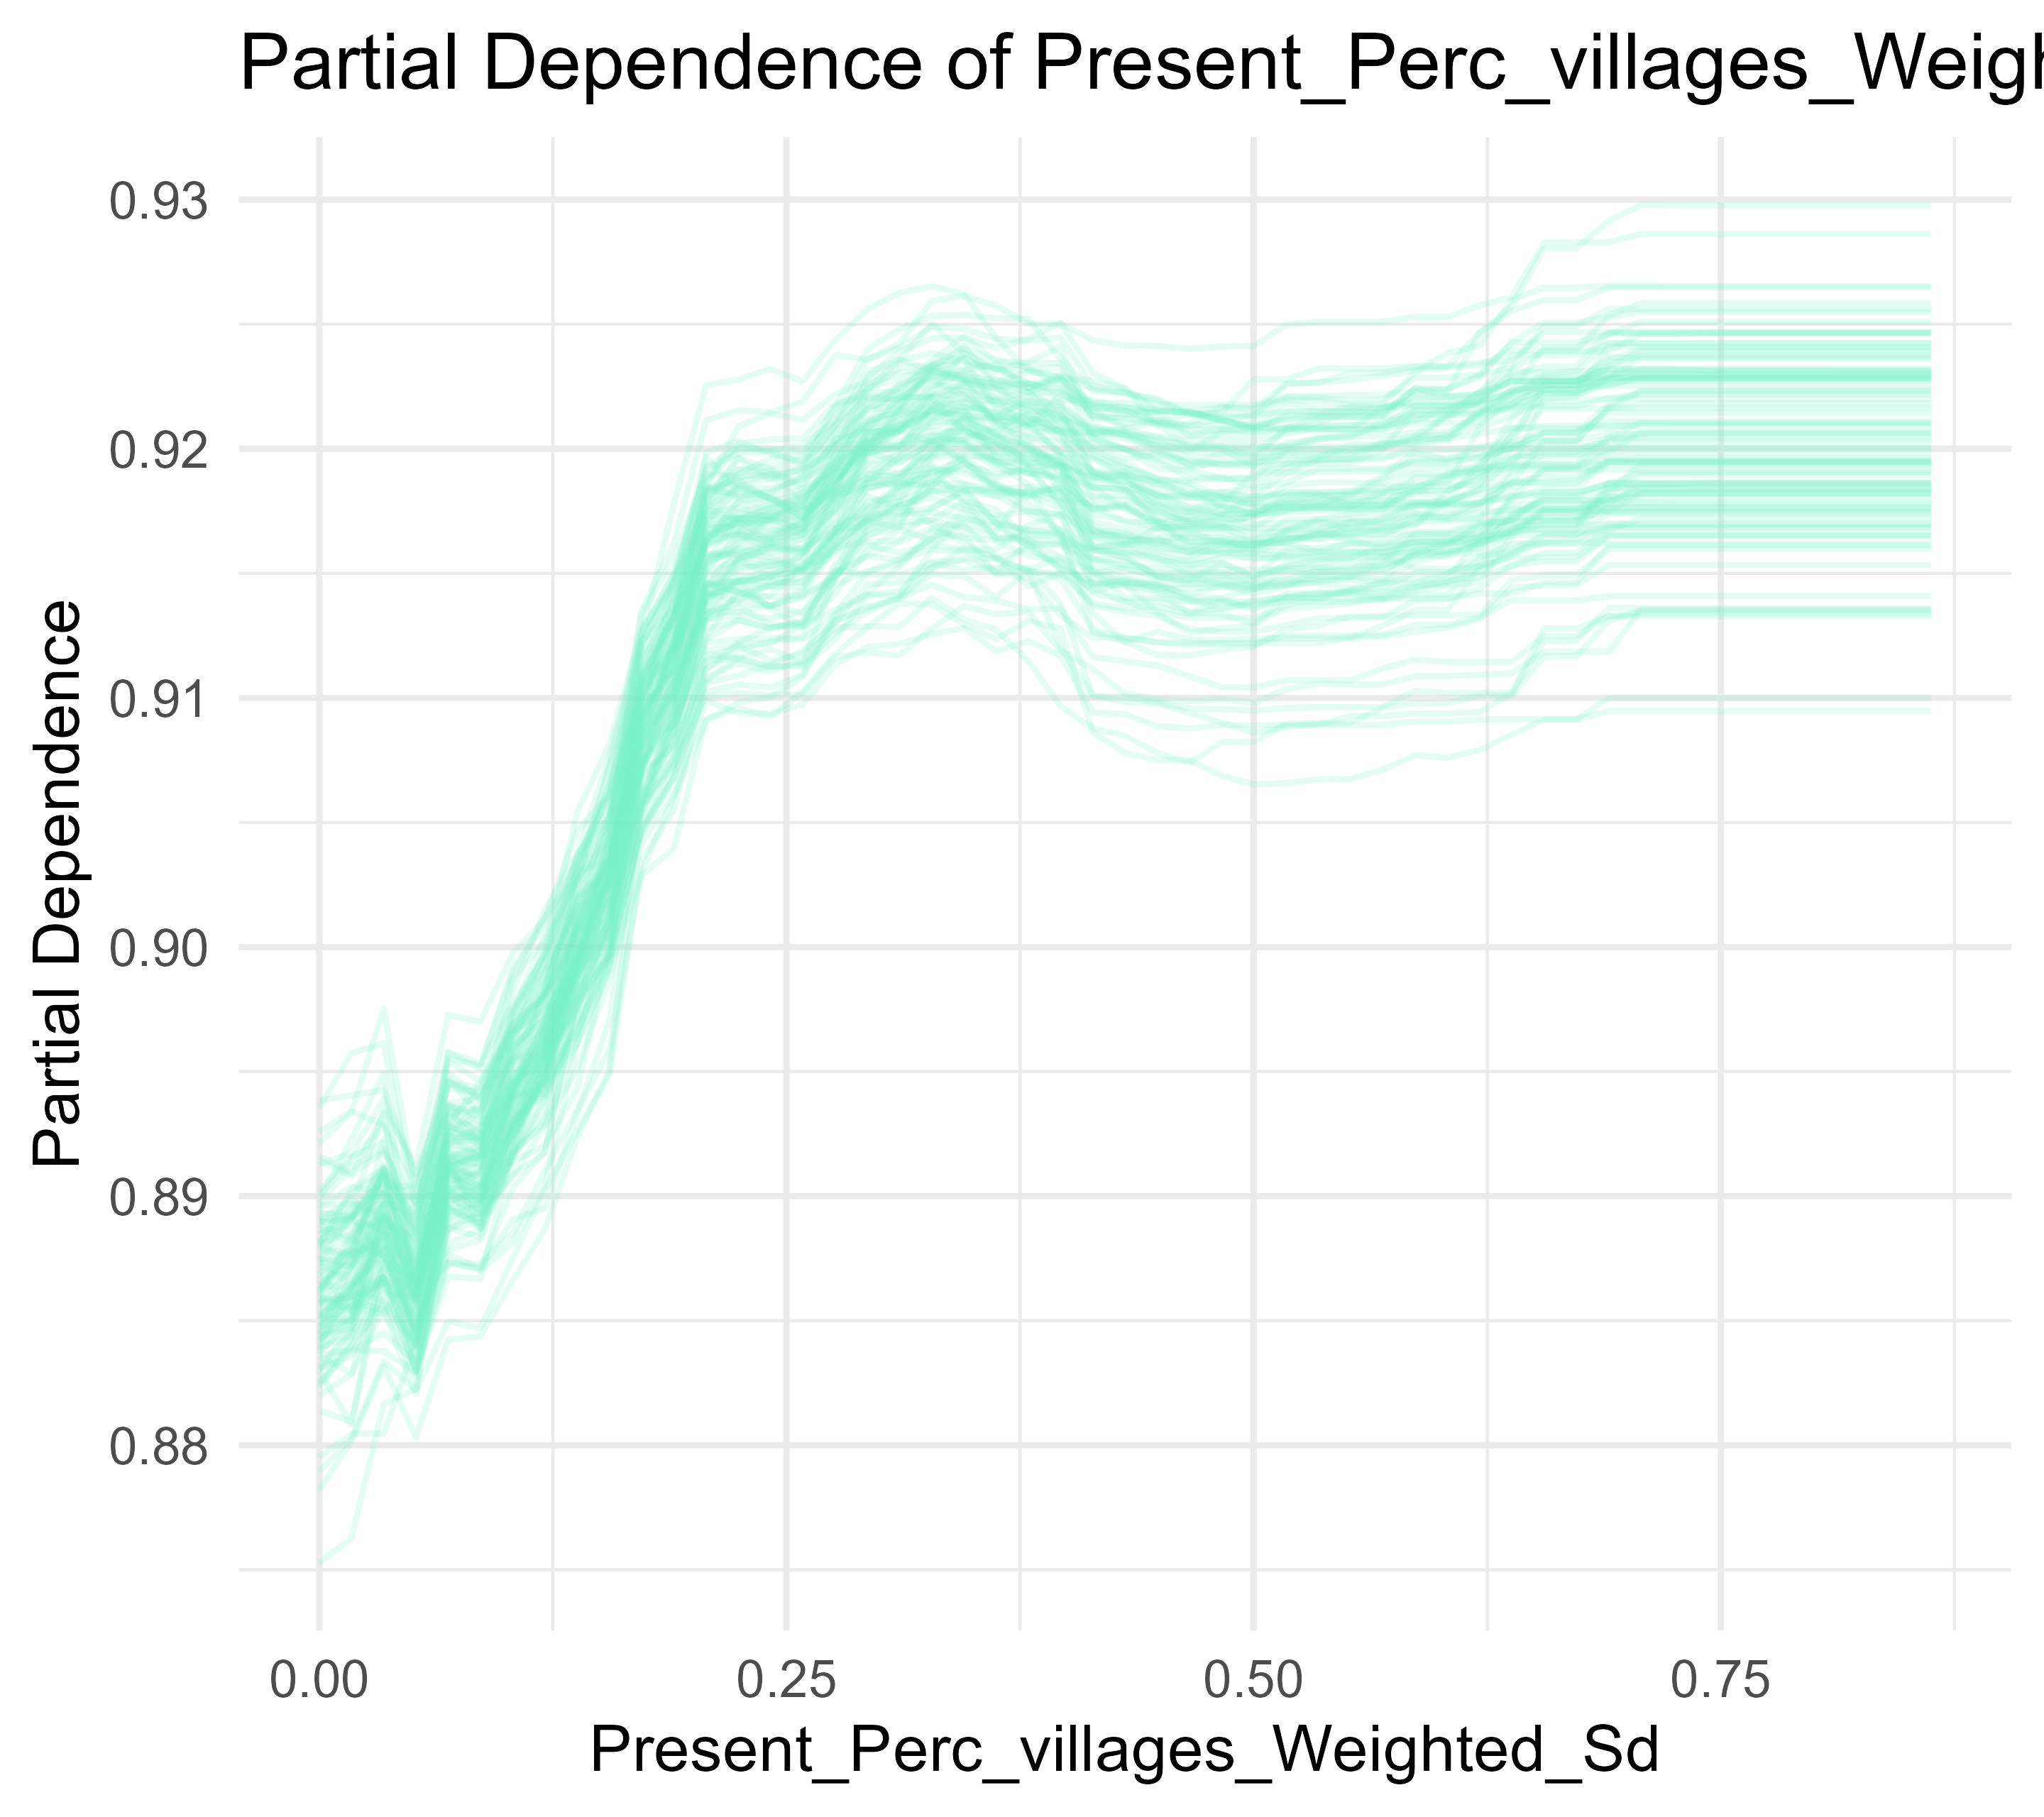 Partial Dependence of Present_Perc_villages_Weigh
0.93
0.92
0.91
0.90
0.89
0.88
Partial Dependence
0.00 0.25 0.50 0.75
Present_Perc_villages_Weighted_Sd